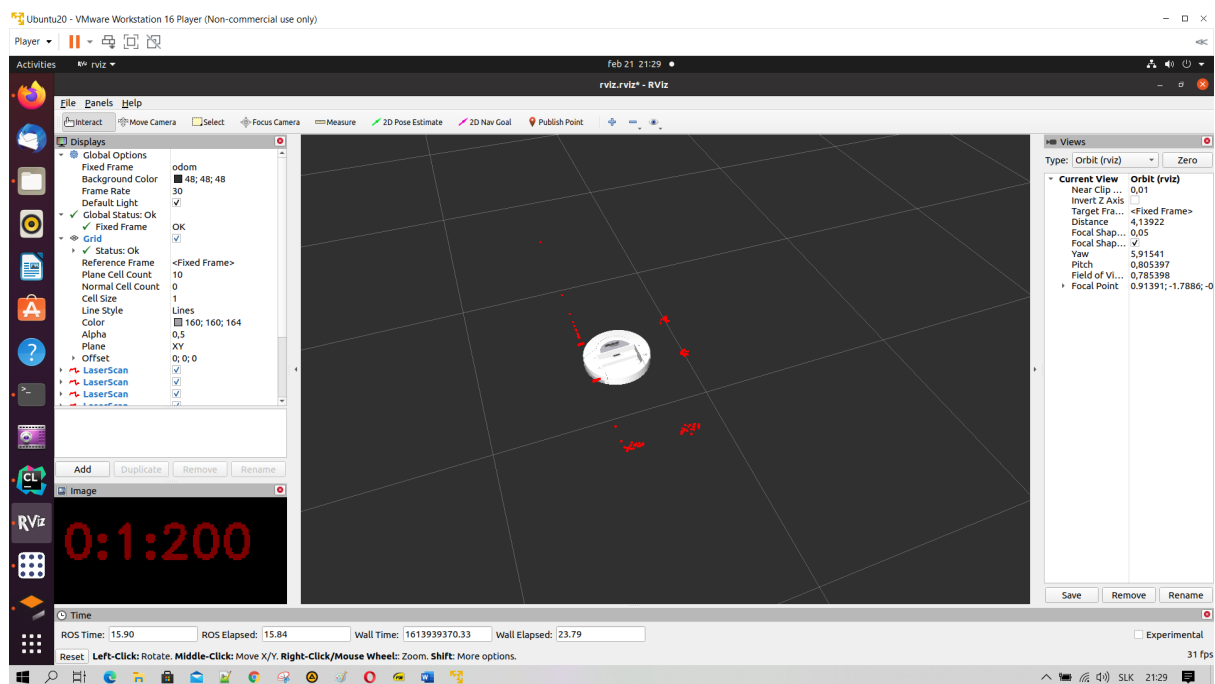 Ubuntu20 - VMware Workstation 16 Player (Non-commercial use only)
Player
Activities RViz rviz feb 21 21:29
rviz.rviz* - RViz
File Panels Help
Interact Move Camera Select Focus Camera Measure 2D Pose Estimate 2D Nav Goal Publish Point
Displays
Global Options
Fixed Frame odom
Background Color 48; 48; 48
Frame Rate 30
Default Light
Global Status: Ok
Fixed Frame OK
Grid
Status: Ok
Reference Frame <Fixed Frame>
Plane Cell Count 10
Normal Cell Count 0
Cell Size 1
Line Style Lines
Color 160; 160; 164
Alpha 0,5
Plane XY
Offset 0; 0; 0
LaserScan
LaserScan
LaserScan
LaserScan
Add Duplicate Remove Rename
Image
0:1:200
Views
Type: Orbit (rviz) Zero
Current View Orbit (rviz)
Near Clip ... 0,01
Invert Z Axis
Target Fra... <Fixed Frame>
Distance 4,13922
Focal Shap... 0,05
Focal Shap...
Yaw 5,91541
Pitch 0,805397
Field of Vi... 0,785398
Focal Point 0.91391; -1.7886; -0
Save Remove Rename
CL
RViz
Time
ROS Time: 15.90 ROS Elapsed: 15.84 Wall Time: 1613939370.33 Wall Elapsed: 23.79 Experimental
Reset Left-Click: Rotate. Middle-Click: Move X/Y. Right-Click/Mouse Wheel:: Zoom. Shift: More options. 31 fps
SLK 21:29